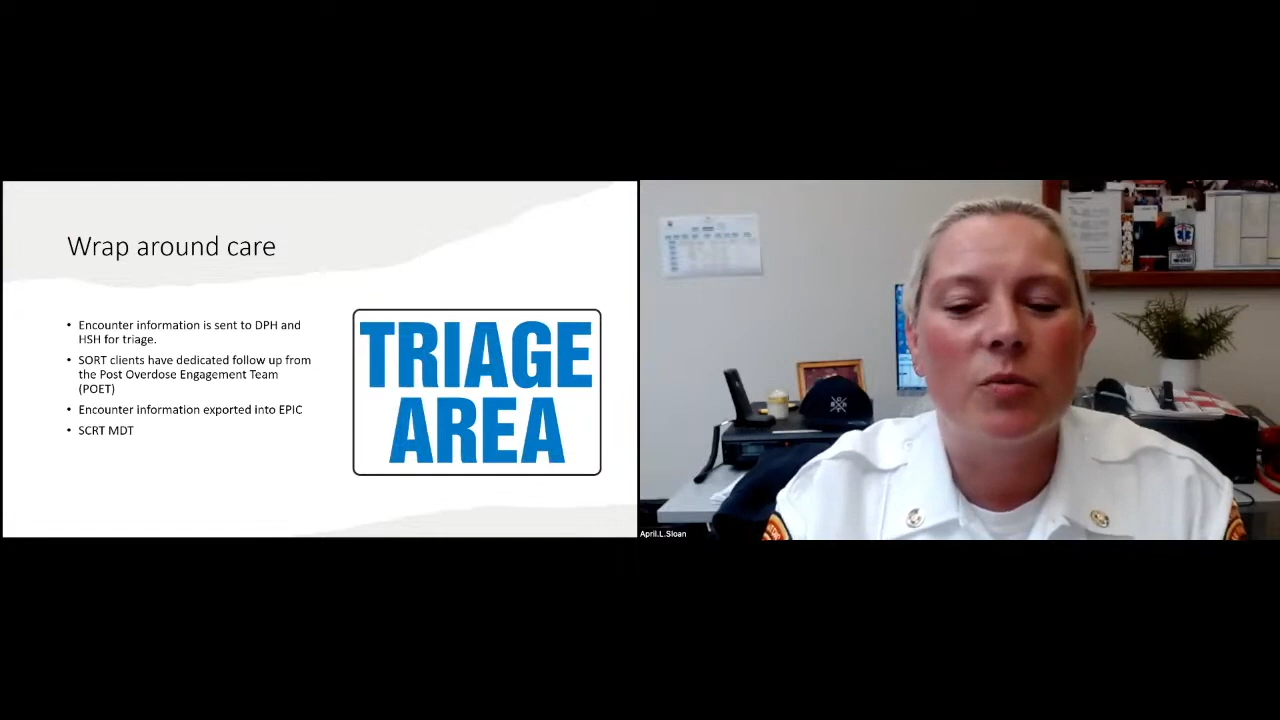 Wrap around care
• Encounter information is sent to DPH and
HSH for triage.
• SORT clients have dedicated follow up from
the Post Overdose Engagement Team
(POET)
• Encounter information exported into EPIC
• SCRT MDT
TRIAGE
AREA
April.L.Sloan